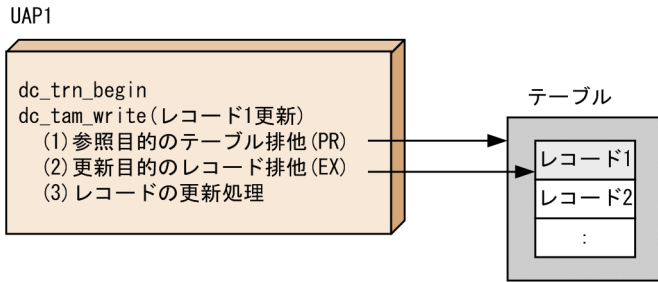 UAP1
dc_trn_begin
dc_tam_write(レコード1更新)
(1)参照目的のテーブル排他(PR)
(2)更新目的のレコード排他(EX)
(3)レコードの更新処理
テーブル
レコード1
レコード2
: